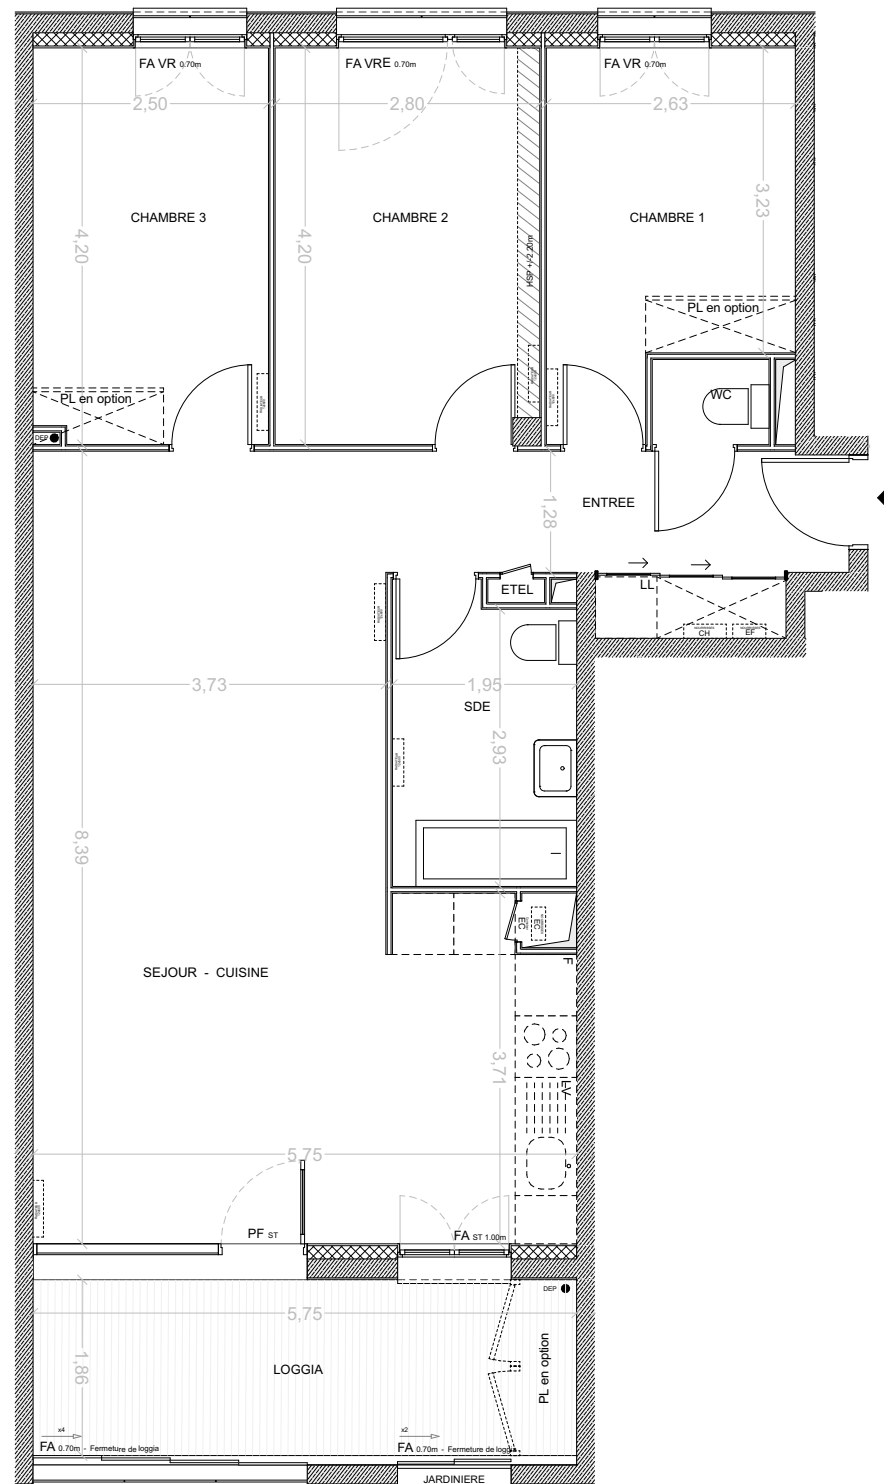 FA VR 0.70m
FA VRE 0.70m
FA VR 0.70m
2,50
2,80
2,63
CHAMBRE 3
CHAMBRE 2
CHAMBRE 1
4,20
4,20
3,23
HSP +/-2.20m
PL en option
PL en option
WC
DEP
1,28
ENTREE
ETEL
LL
CH
EF
3,73
1,95
SDE
2,93
8,39
EC
EC
SEJOUR - CUISINE
F
3,71
LV
5,75
PF ST
FA ST 1.00m
DEP
5,75
1,86
LOGGIA
PL en option
x4
x2
FA 0.70m - Fermeture de loggia
FA 0.70m - Fermeture de loggia
JARDINIERE